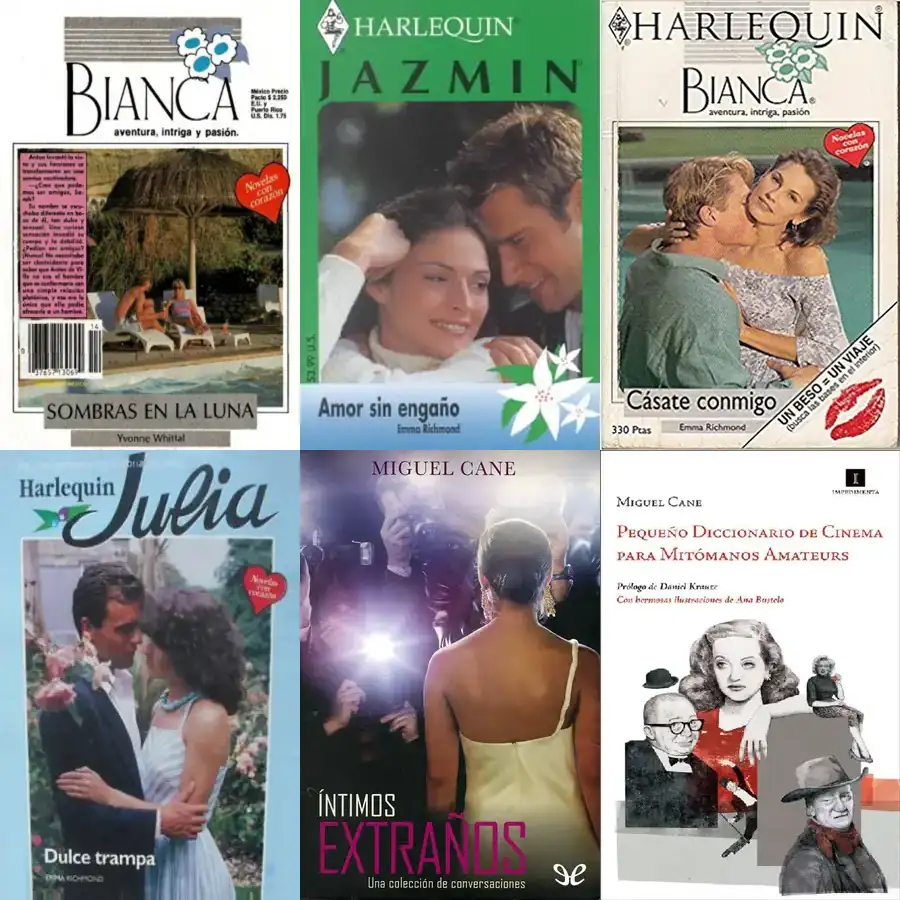 BIANCA
aventura, intriga y pasión.
México Precio
Pacto $ 2.250
E.U. y
Puerto Rico
U.S. Dls. 1.75
Novelas
con
corazón
14
SOMBRAS EN LA LUNA
Yvonne Whittal
HARLEQUIN
JAZMIN
$3.99 U.S.
Amor sin engaño
Emma Richmond
HARLEQUIN®
BIANCA®
aventura, intriga, pasión
Novelas
con
corazón
Cásate conmigo
330 Ptas
Emma Richmond
UN BESO = UN VIAJE
(busca las bases en el interior)
Harlequin
Julia
Novelas
con
corazón
Dulce trampa
EMMA RICHMOND
MIGUEL CANE
ÍNTIMOS
EXTRAÑOS
Una colección de conversaciones
I
IMPEDIMENTA
MIGUEL CANE
PEQUEÑO DICCIONARIO DE CINEMA
PARA MITÓMANOS AMATEURS
Prólogo de Daniel Krauze
Con hermosas ilustraciones de Ana Bustelo